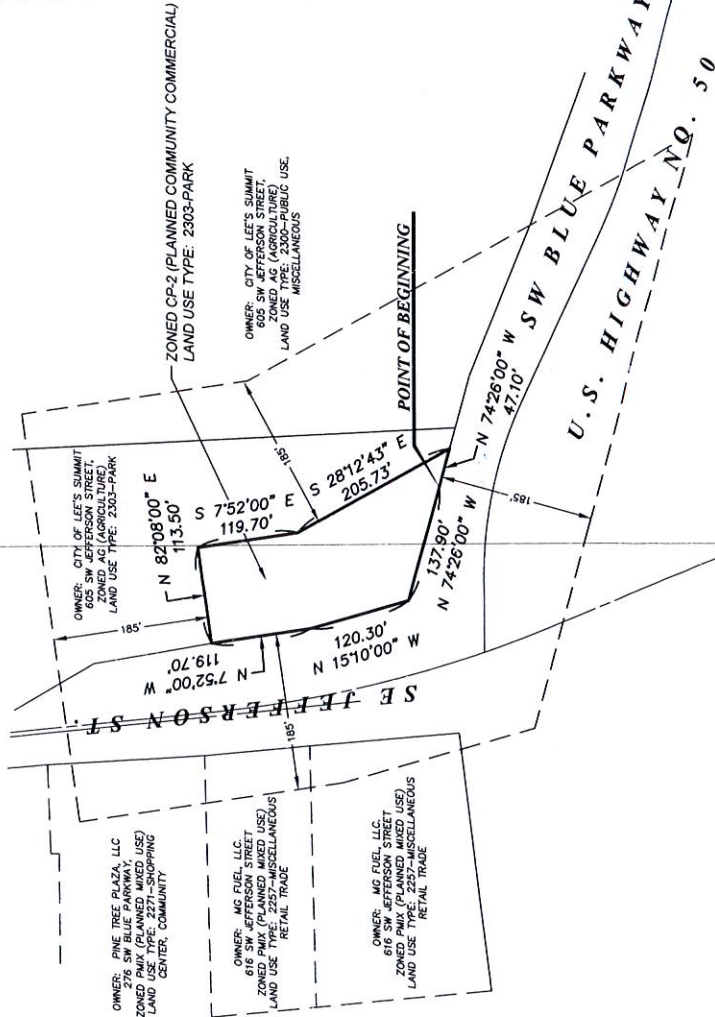 ZONED CP-2 (PLANNED COMMUNITY COMMERCIAL)
LAND USE TYPE: 2303-PARK
OWNER: CITY OF LEE'S SUMMIT
605 SW JEFFERSON STREET,
ZONED AG (AGRICULTURE)
LAND USE TYPE: 2300-PUBLIC USE,
MISCELLANEOUS
POINT OF BEGINNING
SW BLUE PARKWAY
U.S. HIGHWAY NO. 50
N 74°26'00" W
47.10'
185'
S 28°12'43" E
205.73'
S 7°52'00" E
119.70'
N 82°08'00" E
113.50'
OWNER: CITY OF LEE'S SUMMIT
605 SW JEFFERSON STREET,
ZONED AG (AGRICULTURE)
LAND USE TYPE: 2303-PARK
185'
185'
137.90'
N 74°26'00" W
120.30'
N 15°10'00" W
N 7°52'00" W
119.70'
SE JEFFERSON ST.
185'
OWNER: PINE TREE PLAZA, LLC
276 SW BLUE PARKWAY,
ZONED PMIX (PLANNED MIXED USE)
LAND USE TYPE: 2271-SHOPPING
CENTER, COMMUNITY
OWNER: MG FUEL, LLC.
616 SW JEFFERSON STREET
ZONED PMIX (PLANNED MIXED USE)
LAND USE TYPE: 2257-MISCELLANEOUS
RETAIL TRADE
OWNER: MG FUEL, LLC.
616 SW JEFFERSON STREET
ZONED PMIX (PLANNED MIXED USE)
LAND USE TYPE: 2257-MISCELLANEOUS
RETAIL TRADE